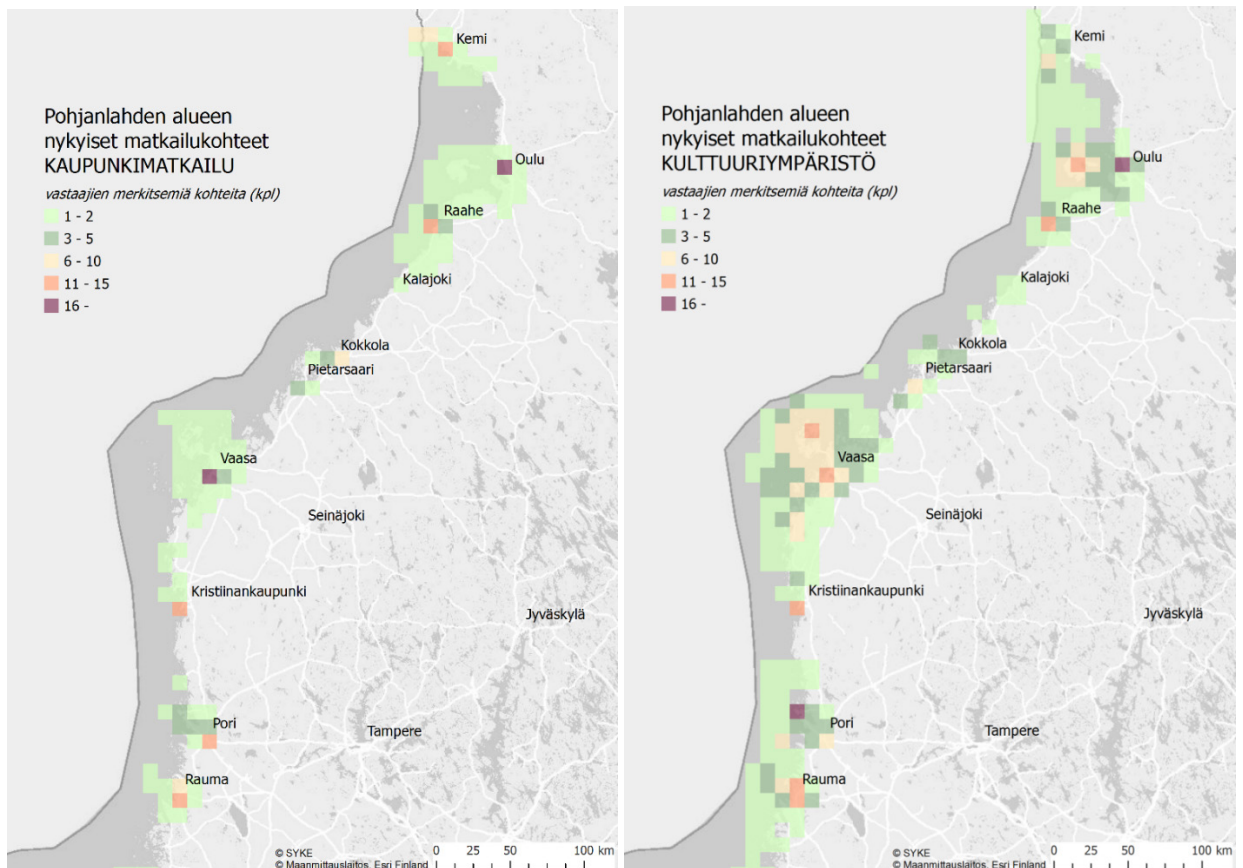 Pohjanlahden alueen
nykyiset matkailukohteet
KAUPUNKIMATKAILU
vastaajien merkitsemiä kohteita (kpl)
1 - 2
3 - 5
6 - 10
11 - 15
16 -
Kemi
Oulu
Raahe
Kalajoki
Kokkola
Pietarsaari
Vaasa
Seinäjoki
Kristiinankaupunki
Jyväskylä
Pori
Tampere
Rauma
© SYKE
© Maanmittauslaitos, Esri Finland
0 50 100 km
Pohjanlahden alueen
nykyiset matkailukohteet
KULTTUURIYMPÄRISTÖ
vastaajien merkitsemiä kohteita (kpl)
1 - 2
3 - 5
6 - 10
11 - 15
16 -
Kemi
Oulu
Raahe
Kalajoki
Kokkola
Pietarsaari
Vaasa
Seinäjoki
Kristiinankaupunki
Jyväskylä
Pori
Tampere
Rauma
© SYKE
© Maanmittauslaitos, Esri Finland
0 25 50 100 km